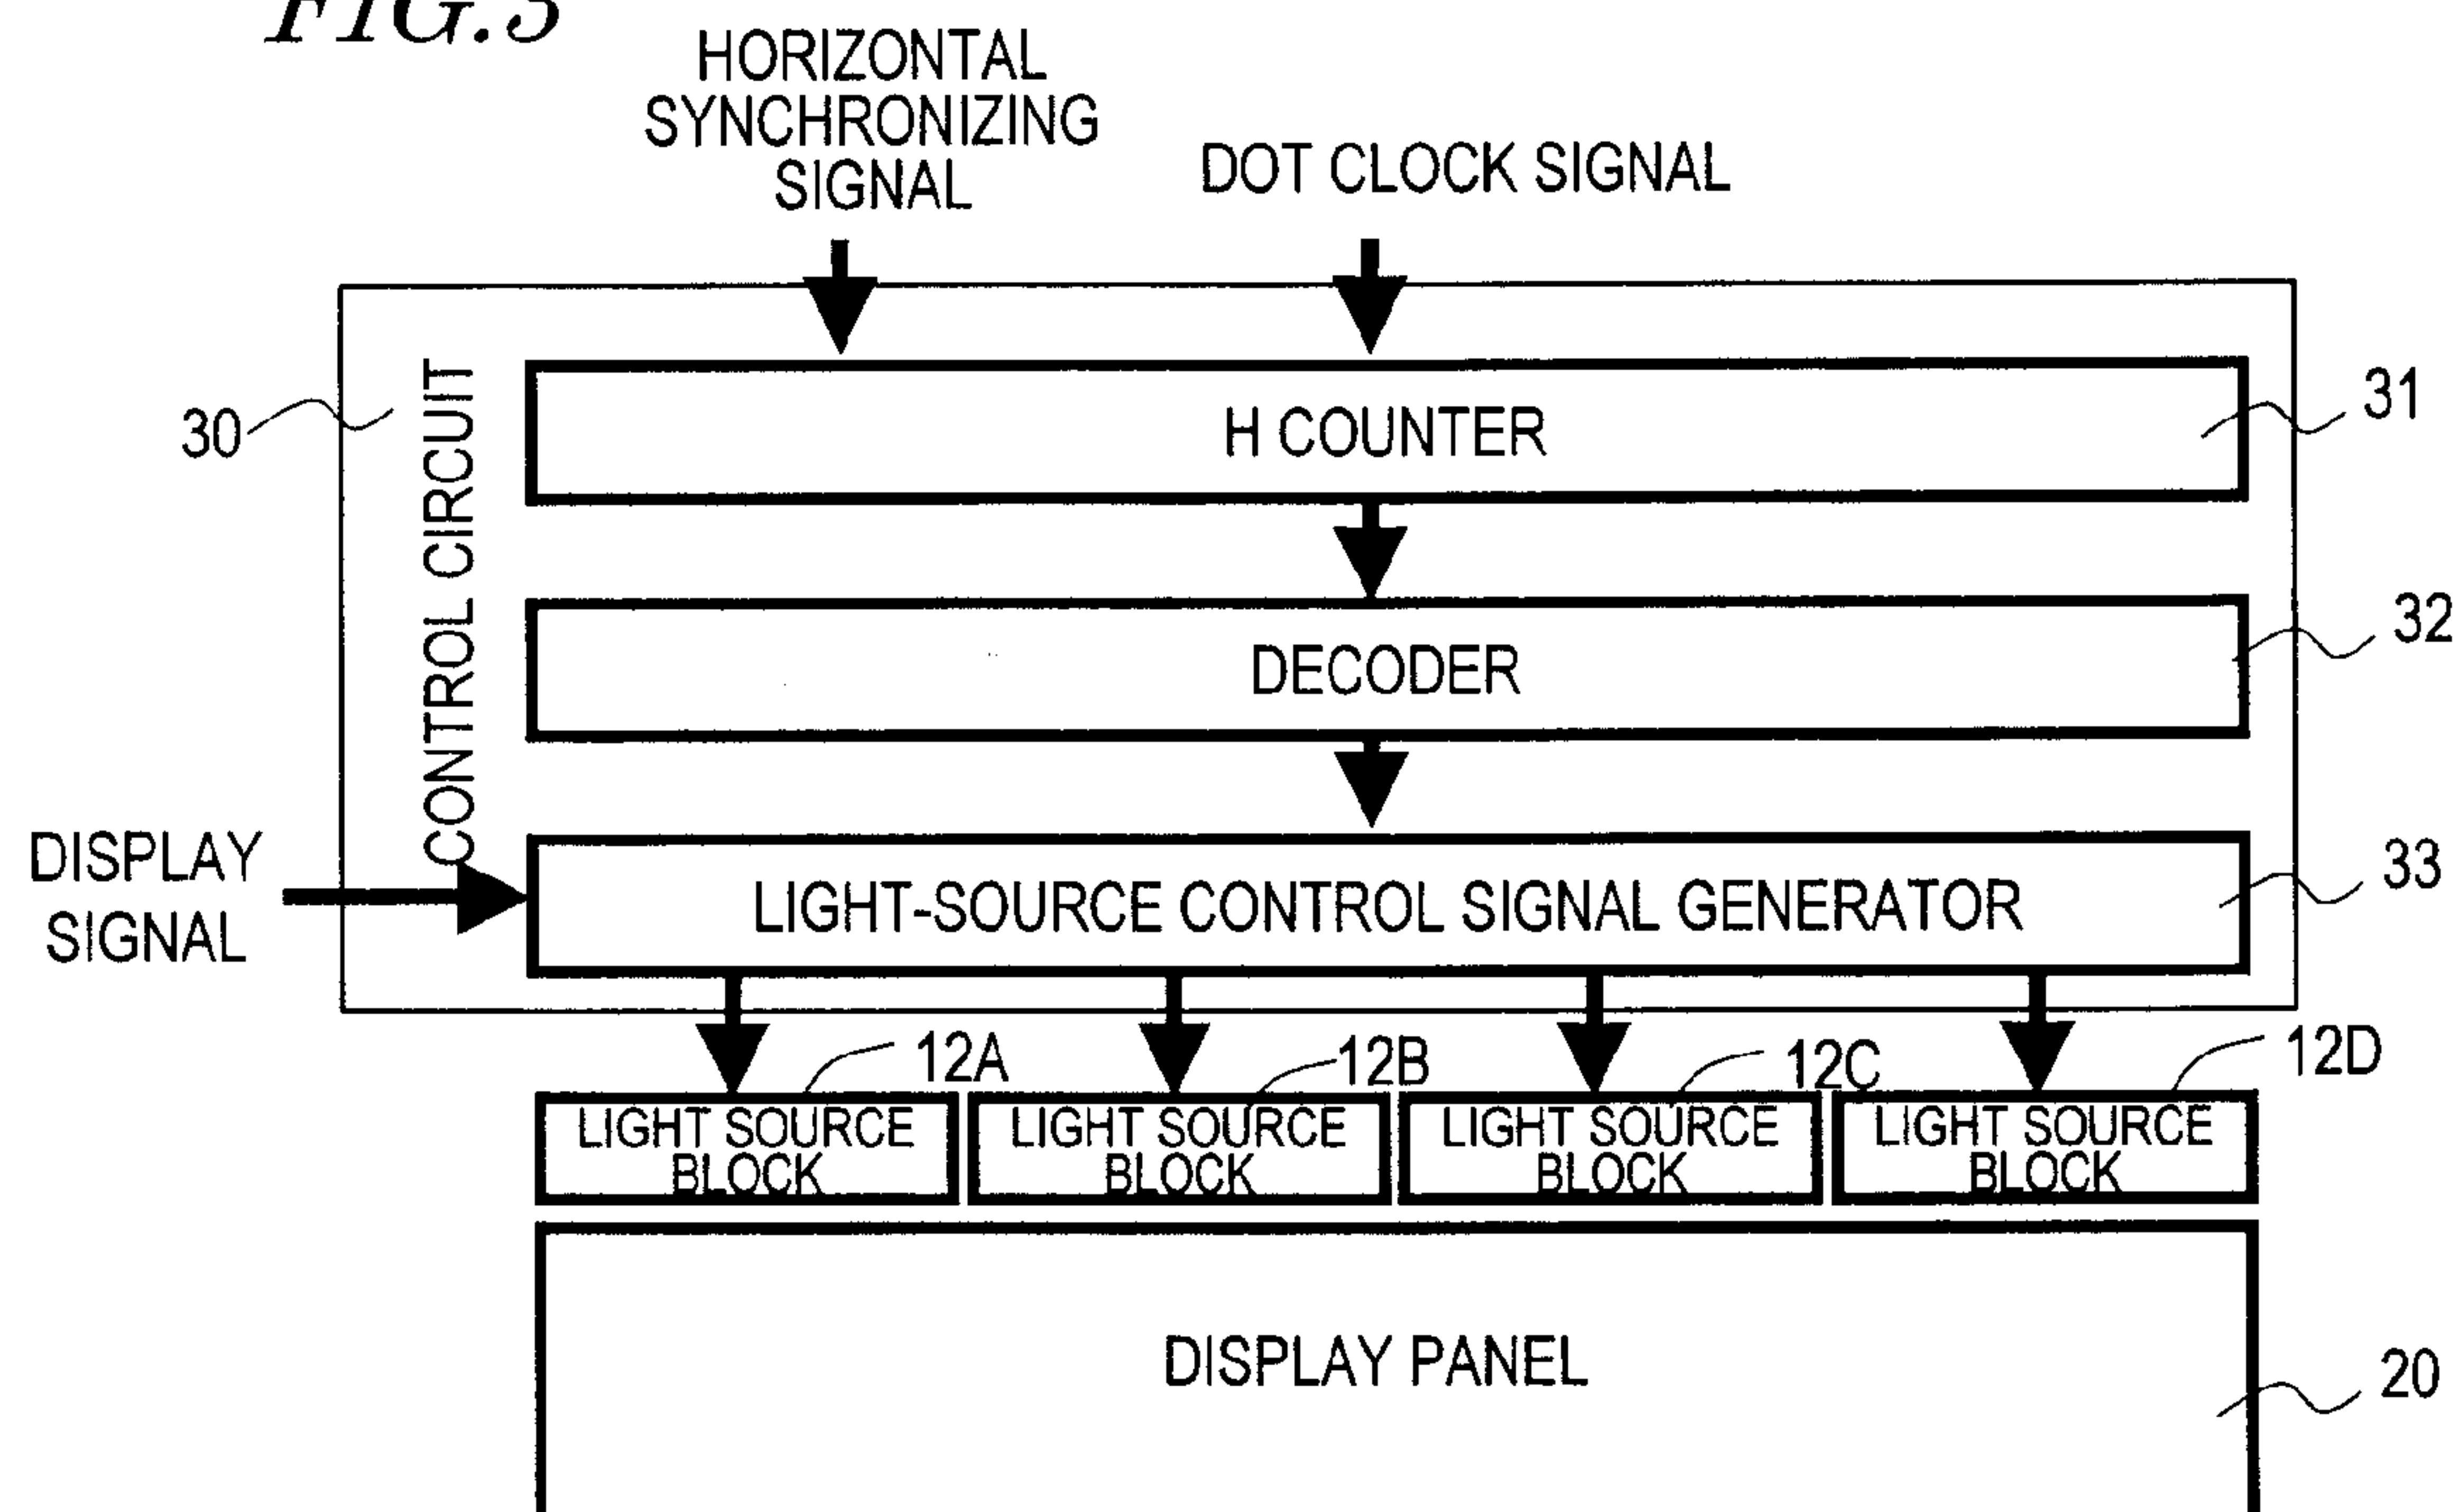 FIG.3
HORIZONTAL
SYNCHRONIZING
SIGNAL
DOT CLOCK SIGNAL
30
CONTROL CIRCUIT
H COUNTER
31
DECODER
32
DISPLAY
SIGNAL
LIGHT-SOURCE CONTROL SIGNAL GENERATOR
33
12A
12B
12C
12D
LIGHT SOURCE
BLOCK
LIGHT SOURCE
BLOCK
LIGHT SOURCE
BLOCK
LIGHT SOURCE
BLOCK
DISPLAY PANEL
20